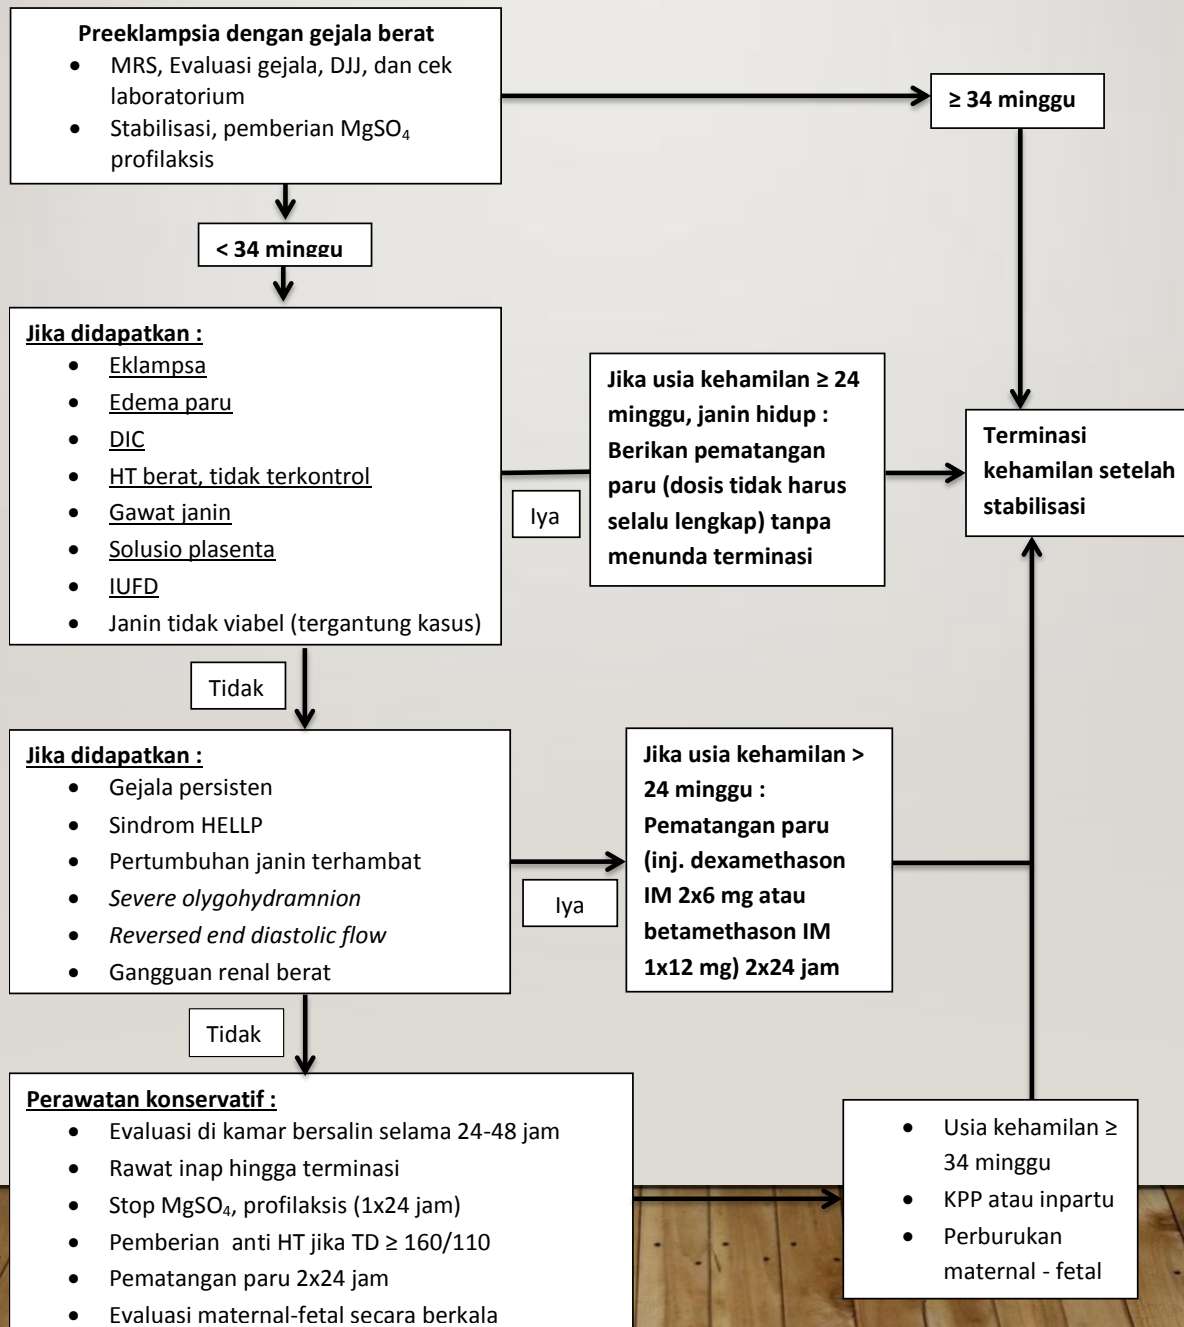 Preeklampsia dengan gejala berat
• MRS, Evaluasi gejala, DJJ, dan cek
laboratorium
• Stabilisasi, pemberian MgSO₄
profilaksis
≥ 34 minggu
< 34 minggu
Jika didapatkan :
• Eklampsa
• Edema paru
• DIC
• HT berat, tidak terkontrol
• Gawat janin
• Solusio plasenta
• IUFD
• Janin tidak viabel (tergantung kasus)
Iya
Jika usia kehamilan ≥ 24
minggu, janin hidup :
Berikan pematangan
paru (dosis tidak harus
selalu lengkap) tanpa
menunda terminasi
Terminasi
kehamilan setelah
stabilisasi
Tidak
Jika didapatkan :
• Gejala persisten
• Sindrom HELLP
• Pertumbuhan janin terhambat
• Severe olygohydramnion
• Reversed end diastolic flow
• Gangguan renal berat
Iya
Jika usia kehamilan >
24 minggu :
Pematangan paru
(inj. dexamethason
IM 2x6 mg atau
betamethason IM
1x12 mg) 2x24 jam
Tidak
Perawatan konservatif :
• Evaluasi di kamar bersalin selama 24-48 jam
• Rawat inap hingga terminasi
• Stop MgSO₄, profilaksis (1x24 jam)
• Pemberian anti HT jika TD ≥ 160/110
• Pematangan paru 2x24 jam
• Evaluasi maternal-fetal secara berkala
• Usia kehamilan ≥
34 minggu
• KPP atau inpartu
• Perburukan
maternal - fetal